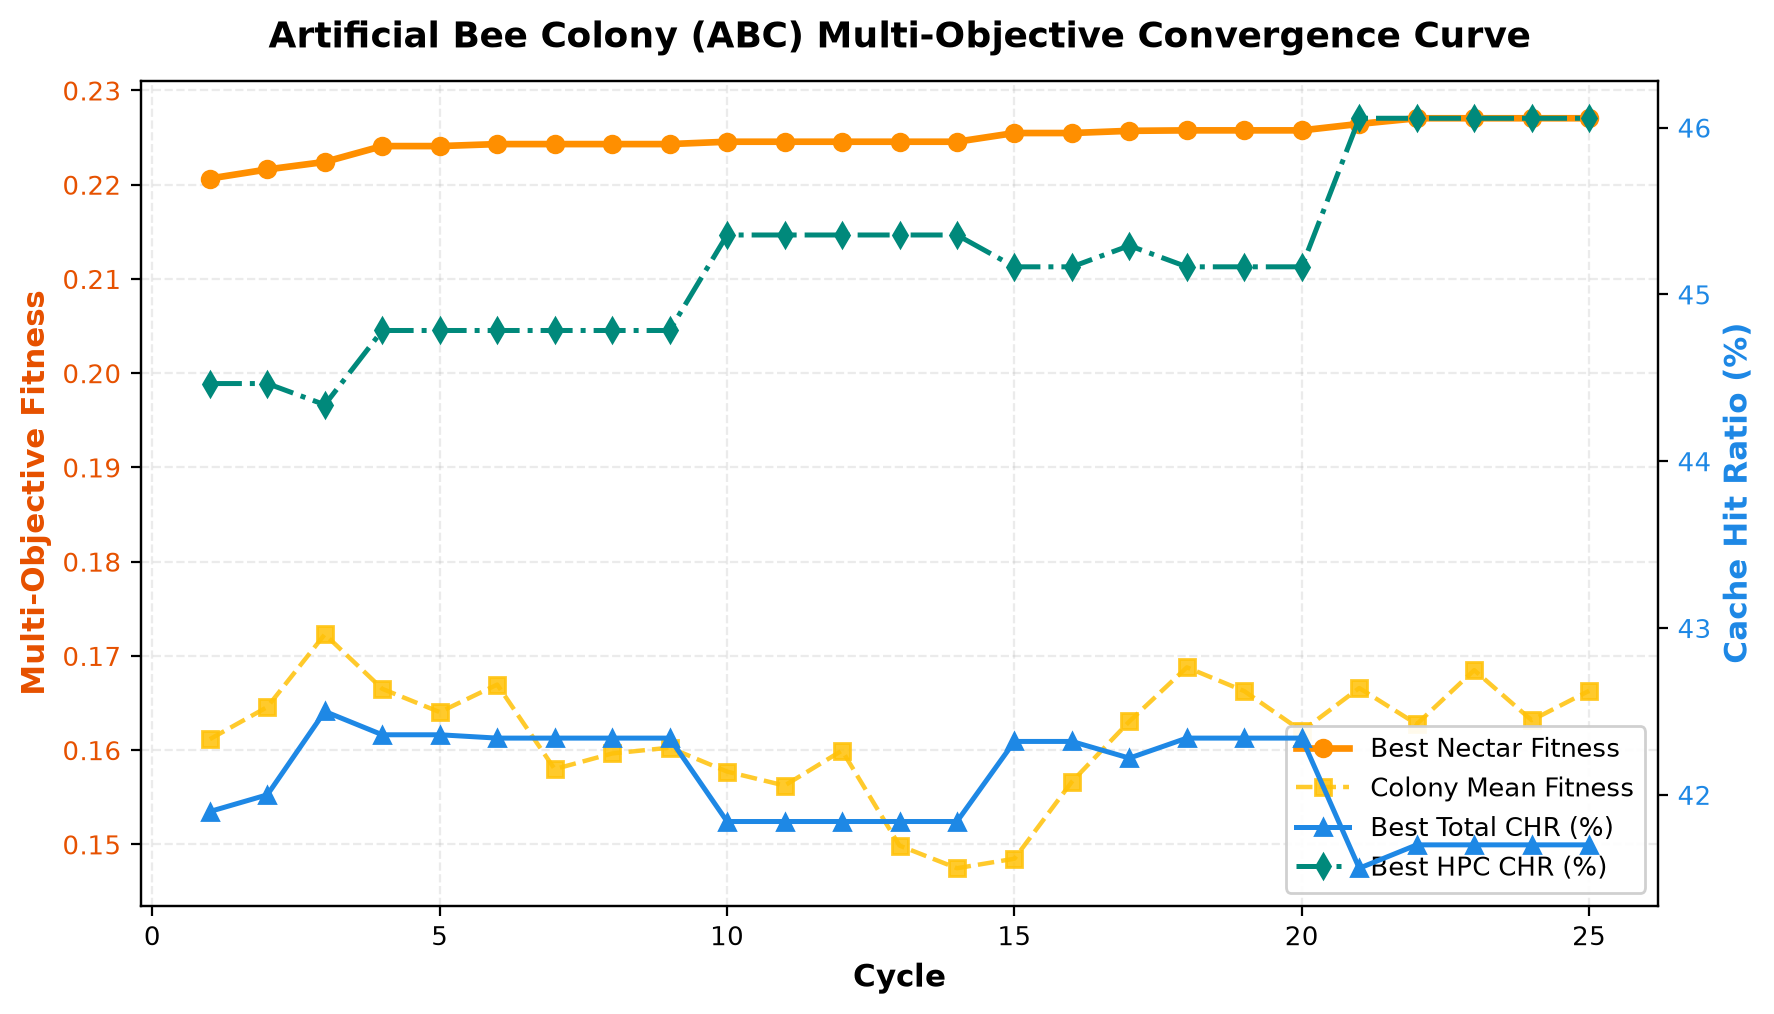 Artificial Bee Colony (ABC) Multi-Objective Convergence Curve
Multi-Objective Fitness
0.23
0.22
0.21
0.20
0.19
0.18
0.17
0.16
0.15
46
45
44
43
42
Cache Hit Ratio (%)
Best Nectar Fitness
Colony Mean Fitness
Best Total CHR (%)
Best HPC CHR (%)
0 5 10 15 20 25
Cycle